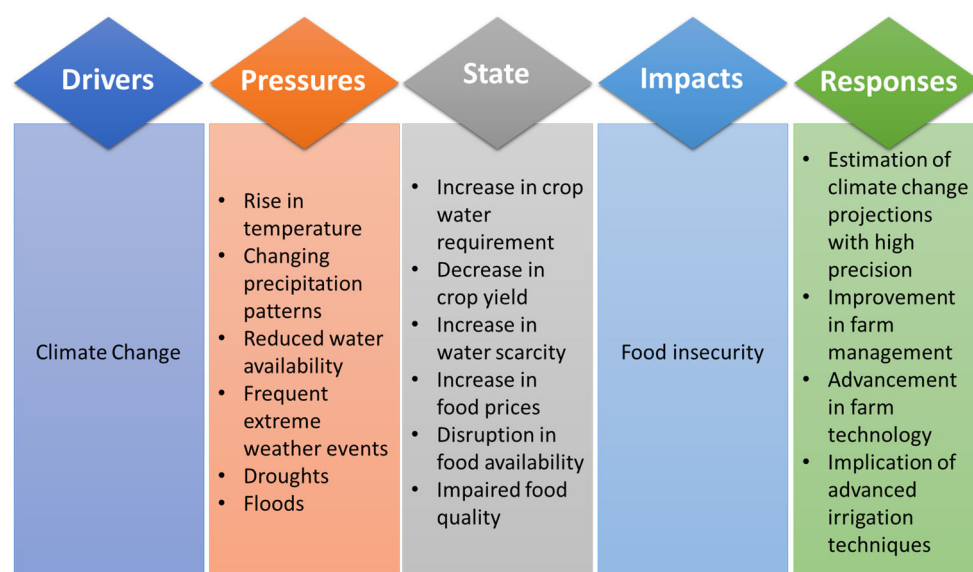 Drivers
Pressures
State
Impacts
Responses
Climate Change
• Rise in
temperature
• Changing
precipitation
patterns
• Reduced water
availability
• Frequent
extreme
weather events
• Droughts
• Floods
• Increase in crop
water
requirement
• Decrease in
crop yield
• Increase in
water scarcity
• Increase in
food prices
• Disruption in
food availability
• Impaired food
quality
Food insecurity
• Estimation of
climate change
projections
with high
precision
• Improvement
in farm
management
• Advancement
in farm
technology
• Implication of
advanced
irrigation
techniques